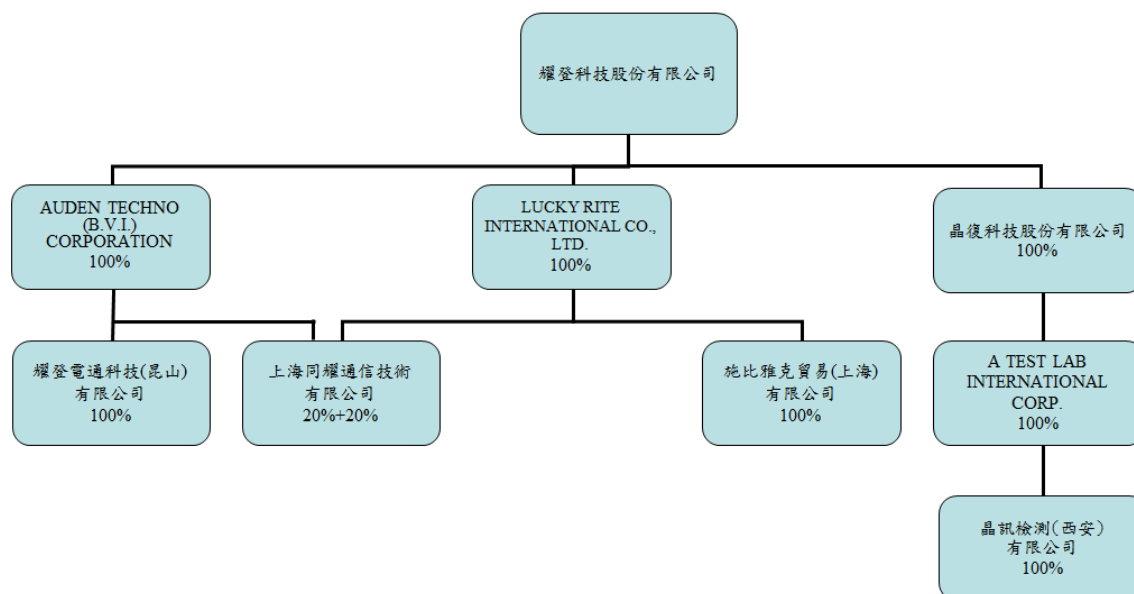 耀登科技股份有限公司
AUDEN TECHNO
(B.V.I.)
CORPORATION
100%
LUCKY RITE
INTERNATIONAL CO.,
LTD.
100%
晶復科技股份有限公司
100%
耀登電通科技(昆山)
有限公司
100%
上海同耀通信技術
有限公司
20%+20%
施比雅克貿易(上海)
有限公司
100%
A TEST LAB
INTERNATIONAL
CORP.
100%
晶訊檢測(西安)
有限公司
100%